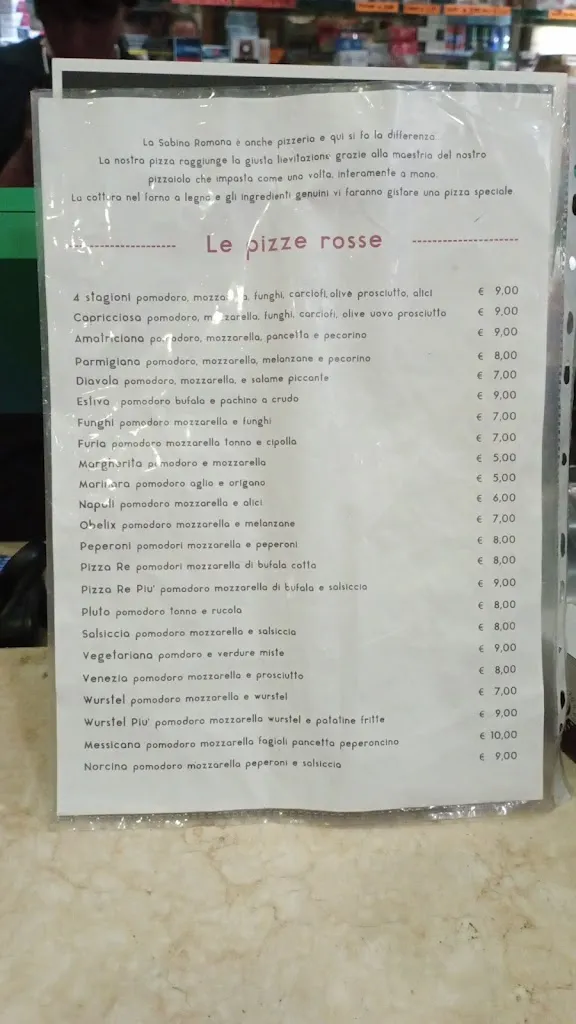 La Sabina Romana è anche pizzeria e qui si fa la differenza...
La nostra pizza raggiunge la giusta lievitazione grazie alla maestria del nostro
pizzaiolo che impasta come una volta, interamente a mano.
La cottura nel forno a legna e gli ingredienti genuini vi faranno gistare una pizza speciale.
Le pizze rosse
4 stagioni pomodoro, mozzarella, funghi, carciofi, olive prosciutto, alici € 9,00
Capricciosa pomodoro, mozzarella, funghi, carciofi, olive uovo prosciutto € 9,00
Amatriciana pomodoro, mozzarella, pancetta e pecorino € 9,00
Parmigiana pomodoro, mozzarella, melanzane e pecorino € 8,00
Diavola pomodoro, mozzarella, e salame piccante € 7,00
Estiva pomodoro bufala e pachino a crudo € 9,00
Funghi pomodoro mozzarella e funghi € 7,00
Furia pomodoro mozzarella tonno e cipolla € 7,00
Margherita pomodoro e mozzarella € 5,00
Marinara pomodoro aglio e origano € 5,00
Napoli pomodoro mozzarella e alici € 6,00
Obelix pomodoro mozzarella e melanzane € 7,00
Peperoni pomodori mozzarella e peperoni € 8,00
Pizza Re pomodori mozzarella di bufala cotta € 8,00
Pizza Re Piu' pomodoro mozzarella di bufala e salsiccia € 9,00
Pluto pomodoro tonno e rucola € 8,00
Salsiccia pomodoro mozzarella e salsiccia € 8,00
Vegetariana pomdoro e verdure miste € 9,00
Venezia pomodoro mozzarella e prosciutto € 8,00
Wurstel pomodoro mozzarella e wurstel € 7,00
Wurstel Piu' pomodoro mozzarella wurstel e patatine fritte € 9,00
Messicana pomodoro mozzarella fagioli pancetta peperoncino € 10,00
Norcina pomodoro mozzarella peperoni e salsiccia € 9,00